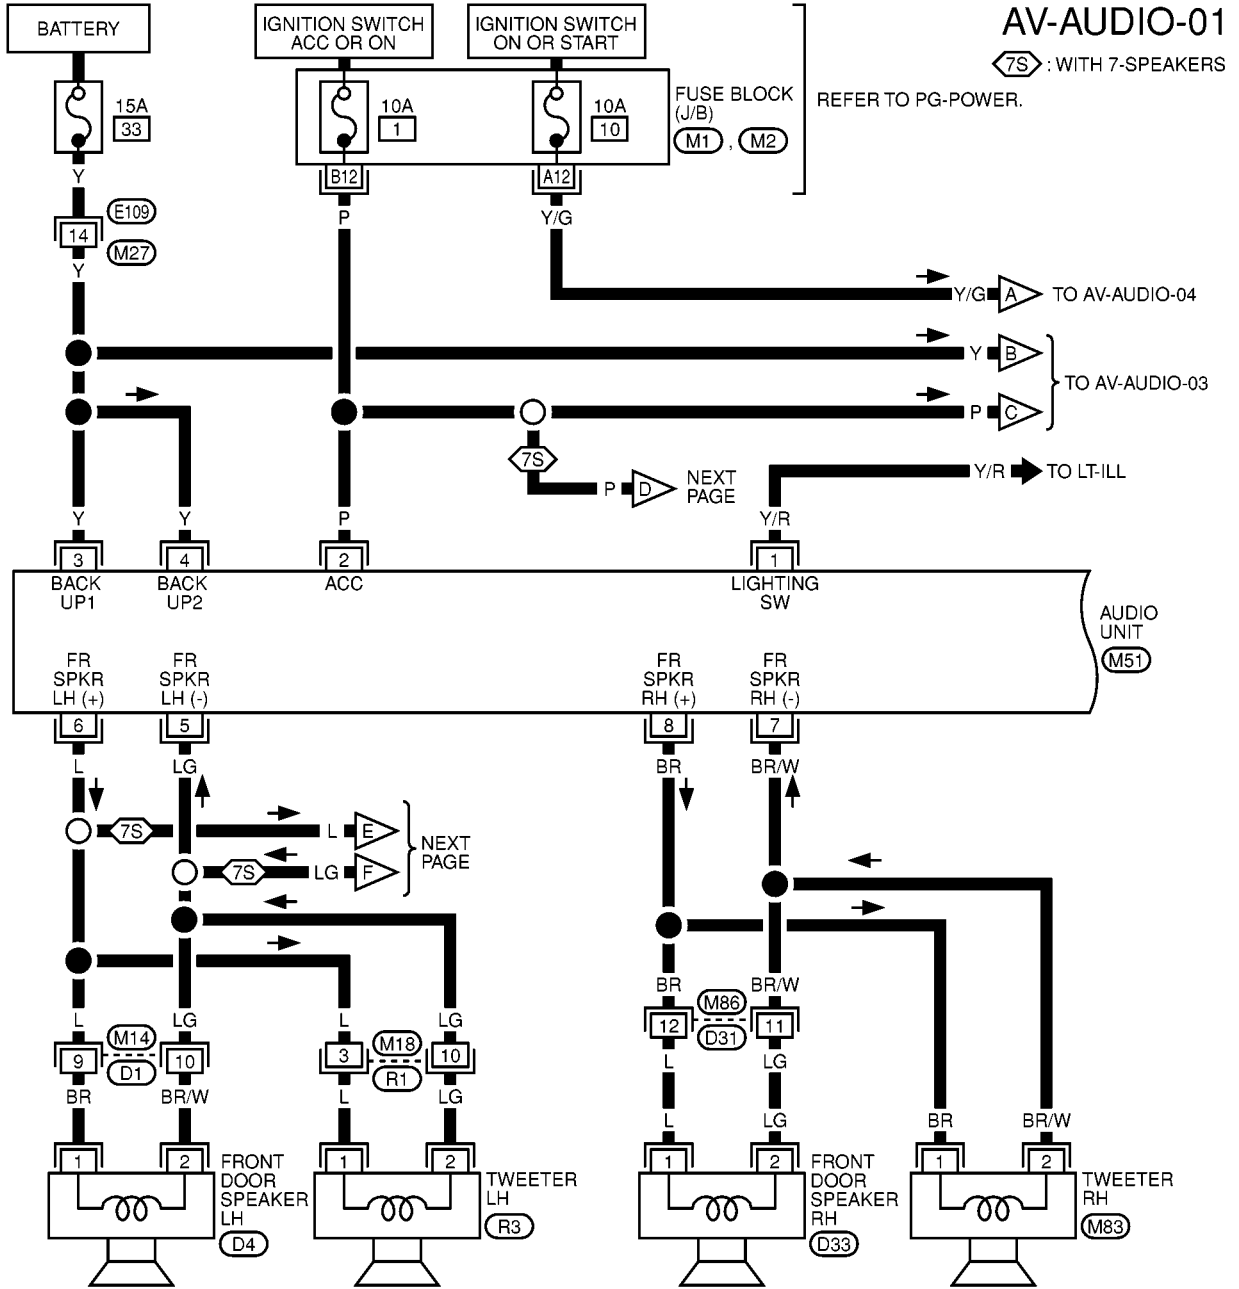 AV-AUDIO-01
7S : WITH 7-SPEAKERS
BATTERY
IGNITION SWITCH
ACC OR ON
IGNITION SWITCH
ON OR START
15A
33
10A
1
10A
10
FUSE BLOCK
(J/B)
M1 , M2
REFER TO PG-POWER.
B12
A12
Y
P
Y/G
E109
14
M27
Y
Y/G
A
TO AV-AUDIO-04
Y
B
TO AV-AUDIO-03
P
C
7S
P
D
NEXT
PAGE
Y/R
TO LT-ILL
Y
Y
P
Y/R
3
4
2
1
BACK
UP1
BACK
UP2
ACC
LIGHTING
SW
AUDIO
UNIT
M51
FR
SPKR
LH (+)
FR
SPKR
LH (-)
FR
SPKR
RH (+)
FR
SPKR
RH (-)
6
5
8
7
L
LG
BR
BR/W
7S
L
E
7S
LG
F
NEXT
PAGE
BR
BR/W
L
LG
L
LG
M86
12
11
D31
M14
9
10
D1
M18
3
10
R1
L
LG
BR
BR/W
L
LG
L
LG
BR
BR/W
1
2
1
2
1
2
1
2
FRONT
DOOR
SPEAKER
LH
D4
TWEETER
LH
R3
FRONT
DOOR
SPEAKER
RH
D33
TWEETER
RH
M83